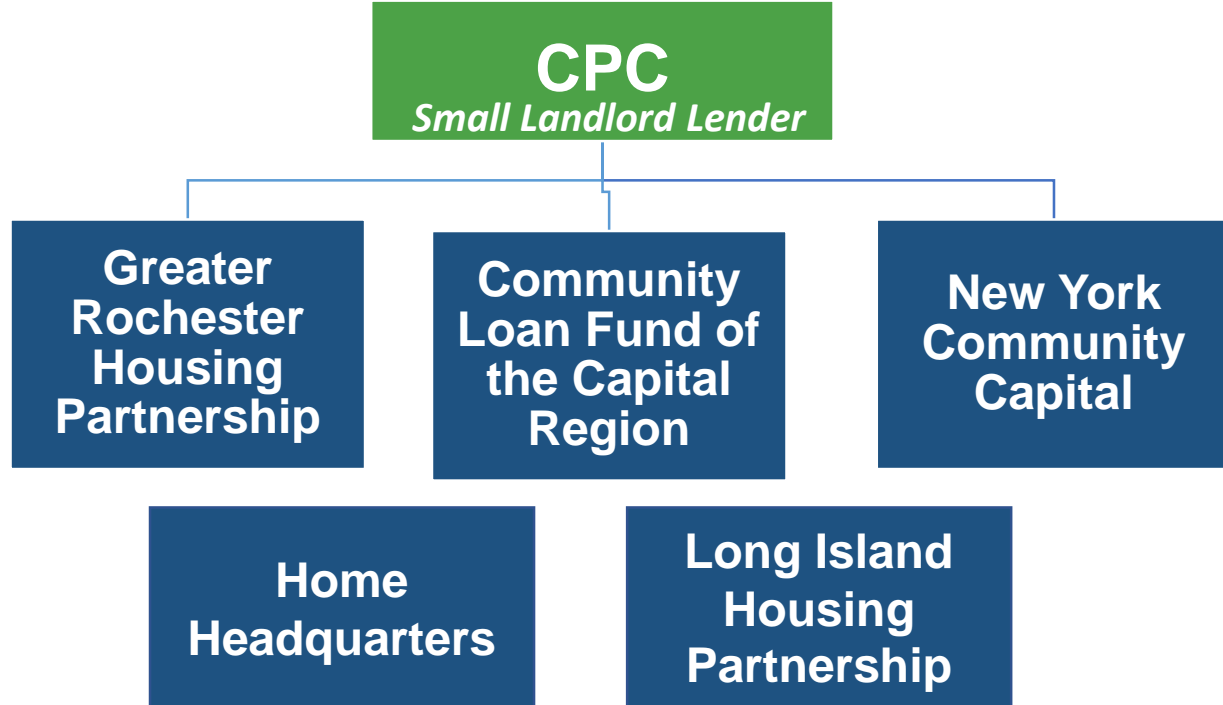 CPC
Small Landlord Lender
Greater
Rochester
Housing
Partnership
Community
Loan Fund of
the Capital
Region
New York
Community
Capital
Home
Headquarters
Long Island
Housing
Partnership